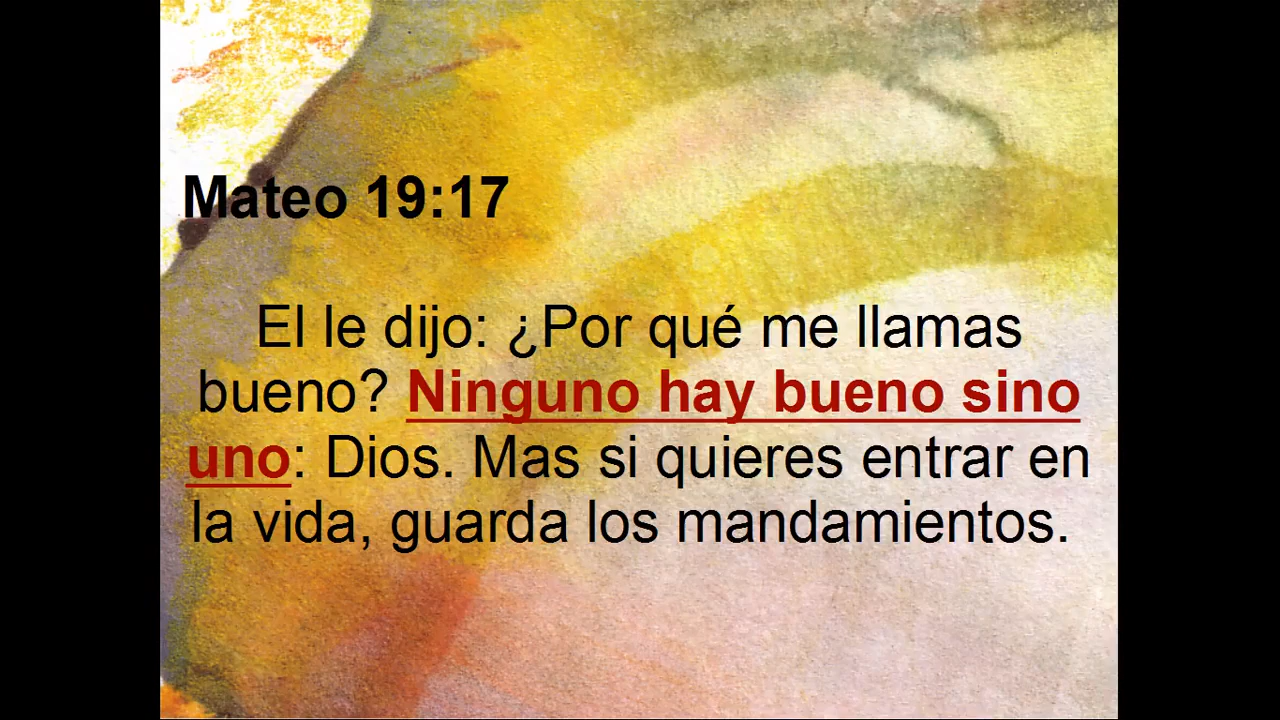 Mateo 19:17
El le dijo: ¿Por qué me llamas
bueno? Ninguno hay bueno sino
uno: Dios. Mas si quieres entrar en
la vida, guarda los mandamientos.